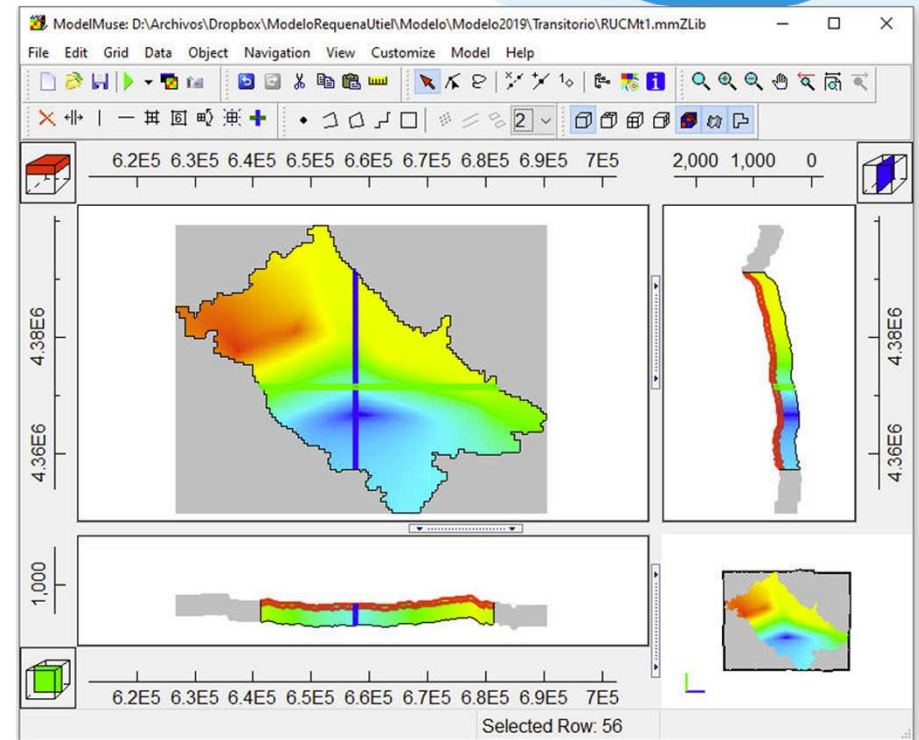 ModelMuse: D:\Archivos\Dropbox\ModeloRequenaUtiel\Modelo\Modelo2019\Transitorio\RUCMt1.mmZLib
File Edit Grid Data Object Navigation View Customize Model Help
2
6.2E5 6.3E5 6.4E5 6.5E5 6.6E5 6.7E5 6.8E5 6.9E5 7E5
2,000 1,000 0
4.38E6
4.36E6
4.38E6
4.36E6
1,000
6.2E5 6.3E5 6.4E5 6.5E5 6.6E5 6.7E5 6.8E5 6.9E5 7E5
Selected Row: 56